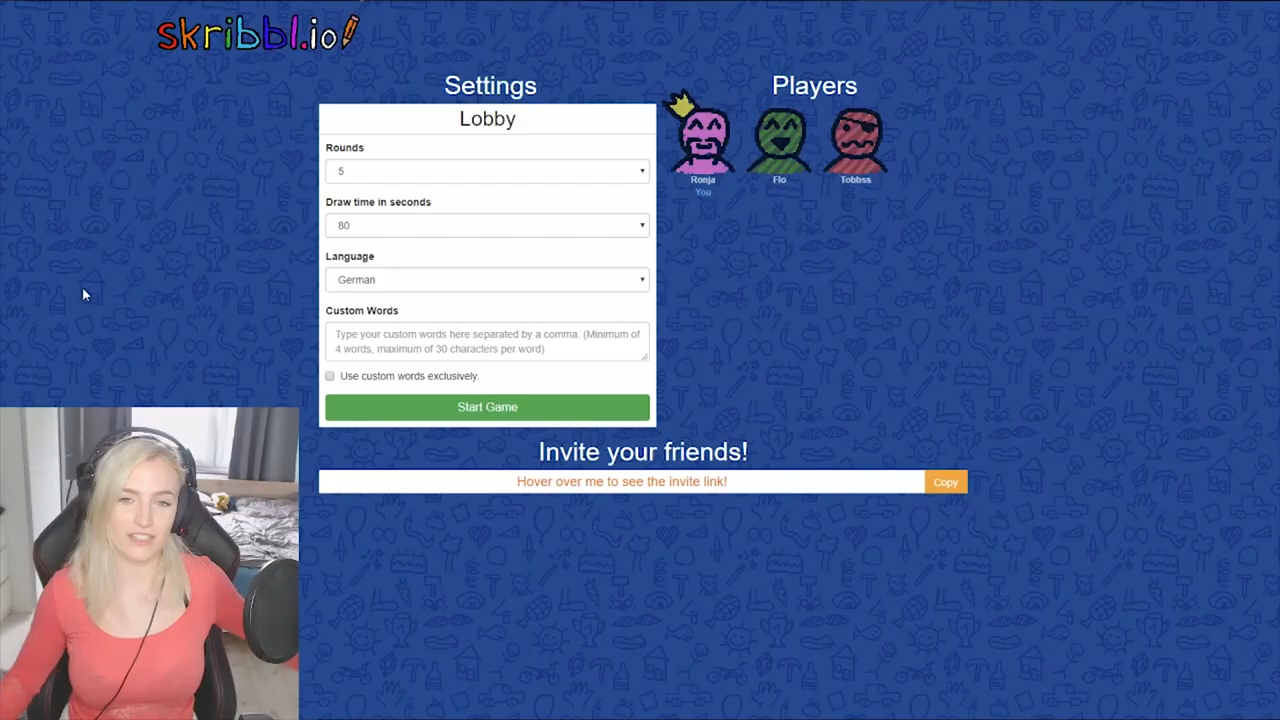 skribbl.io!
Settings
Players
Lobby
Rounds
5
Draw time in seconds
80
Language
German
Custom Words
Type your custom words here separated by a comma. (Minimum of
4 words, maximum of 30 characters per word)
Use custom words exclusively.
Start Game
Ronja
You
Flo
Tobbss
Invite your friends!
Hover over me to see the invite link!
Copy